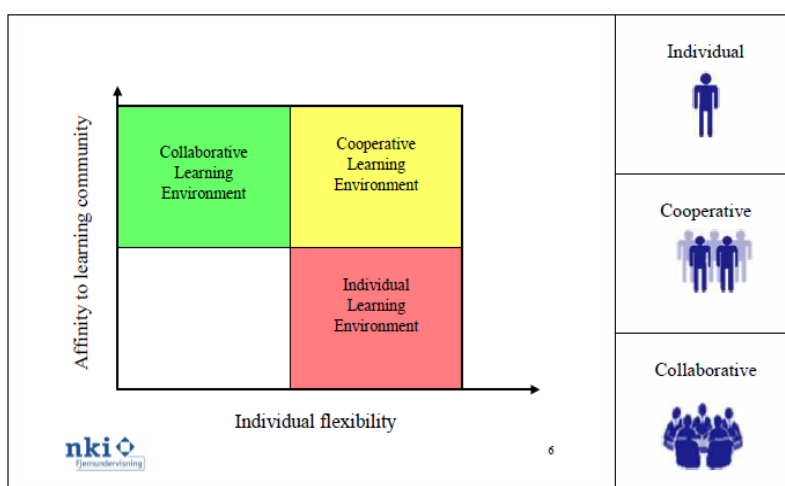 Affinity to learning community
Collaborative
Learning
Environment
Cooperative
Learning
Environment
Individual
Learning
Environment
Individual flexibility
nki
Fjernundervisning
6
Individual
Cooperative
Collaborative